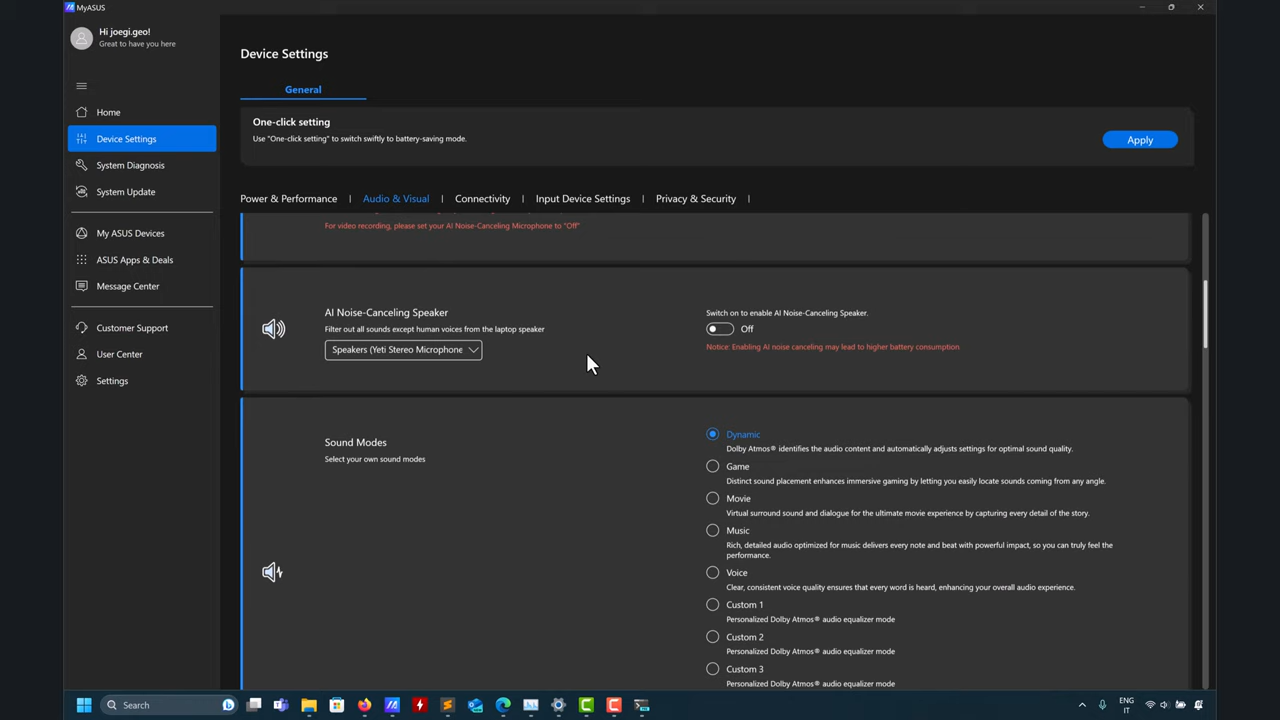 MyASUS
Hi joegi.geo!
Great to have you here
Home
Device Settings
System Diagnosis
System Update
My ASUS Devices
ASUS Apps & Deals
Message Center
Customer Support
User Center
Settings
Device Settings
General
One-click setting
Use "One-click setting" to switch swiftly to battery-saving mode.
Apply
Power & Performance | Audio & Visual | Connectivity | Input Device Settings | Privacy & Security |
For video recording, please set your AI Noise-Canceling Microphone to "Off"
AI Noise-Canceling Speaker
Filter out all sounds except human voices from the laptop speaker
Speakers (Yeti Stereo Microphone
Switch on to enable AI Noise-Canceling Speaker.
Off
Notice: Enabling AI noise canceling may lead to higher battery consumption
Sound Modes
Select your own sound modes
Dynamic
Dolby Atmos® identifies the audio content and automatically adjusts settings for optimal sound quality.
Game
Distinct sound placement enhances immersive gaming by letting you easily locate sounds coming from any angle.
Movie
Virtual surround sound and dialogue for the ultimate movie experience by capturing every detail of the story.
Music
Rich, detailed audio optimized for music delivers every note and beat with powerful impact, so you can truly feel the
performance.
Voice
Clear, consistent voice quality ensures that every word is heard, enhancing your overall audio experience.
Custom 1
Personalized Dolby Atmos® audio equalizer mode
Custom 2
Personalized Dolby Atmos® audio equalizer mode
Custom 3
Personalized Dolby Atmos® audio equalizer mode
Search
ENG
IT